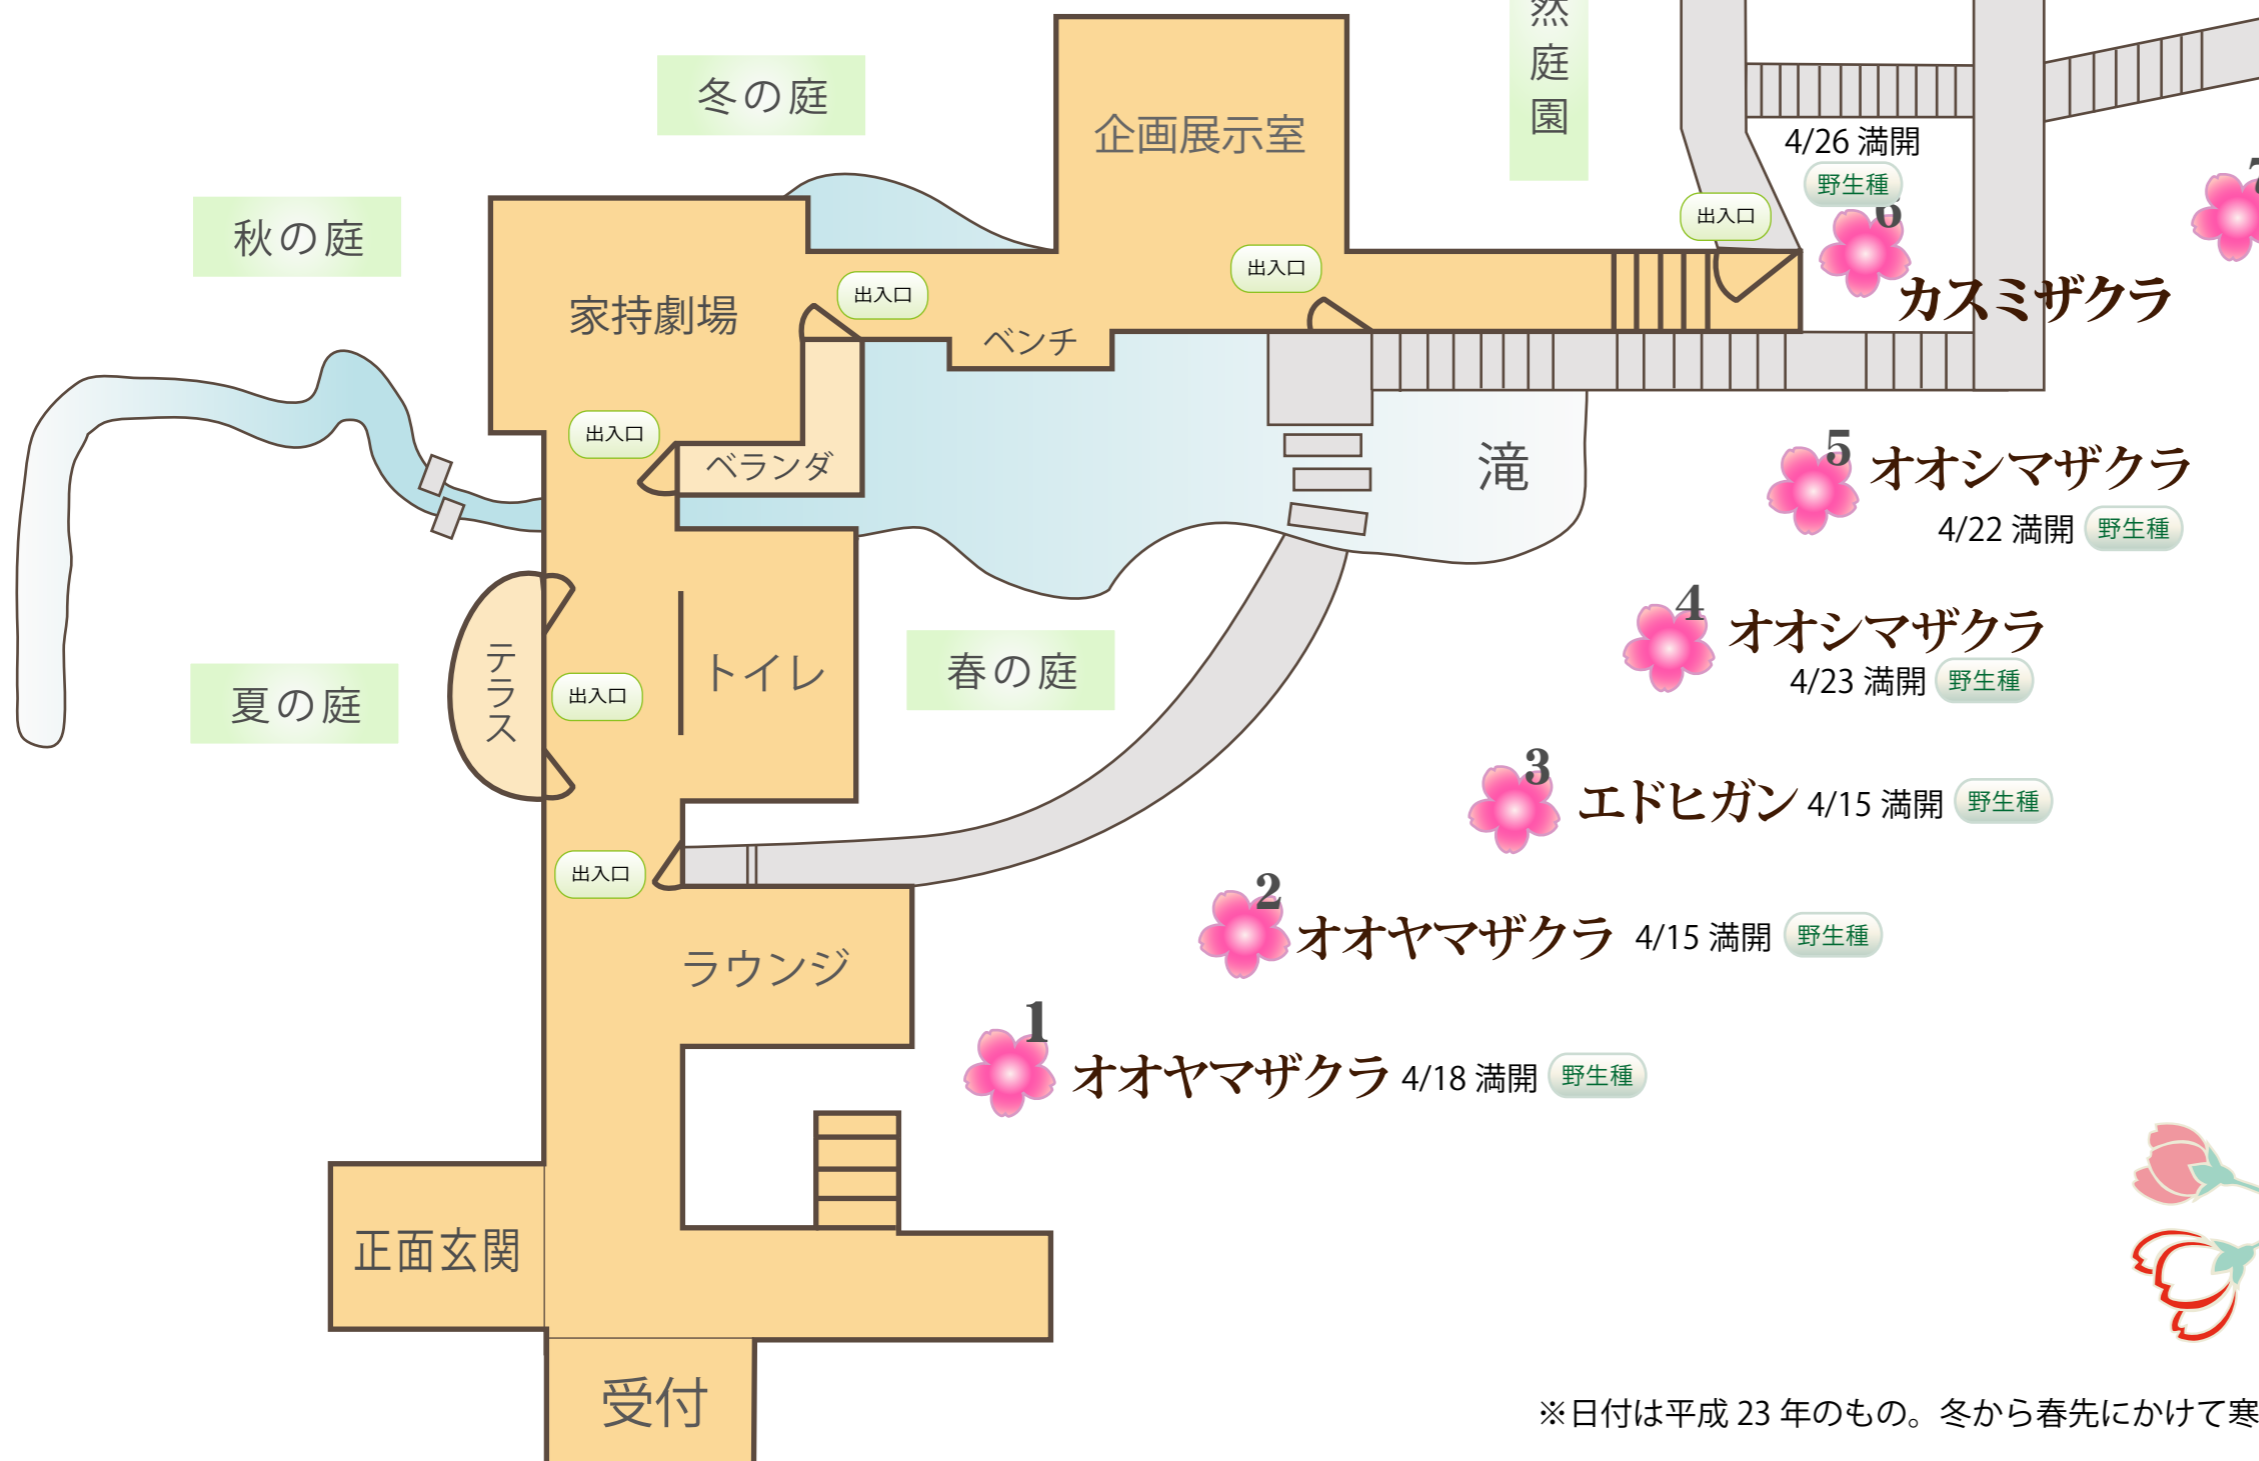 然庭園
冬の庭
企画展示室
4/26 満開
野生種
6
カスミザクラ
出入口
秋の庭
出入口
出入口
家持劇場
ベンチ
出入口
ベランダ
滝
5
オオシマザクラ
4/22 満開 野生種
4
オオシマザクラ
4/23 満開 野生種
テラス
出入口
トイレ
春の庭
夏の庭
3
エドヒガン 4/15 満開 野生種
出入口
2
オオヤマザクラ 4/15 満開 野生種
ラウンジ
1
オオヤマザクラ 4/18 満開 野生種
正面玄関
受付
※日付は平成 23 年のもの。冬から春先にかけて寒